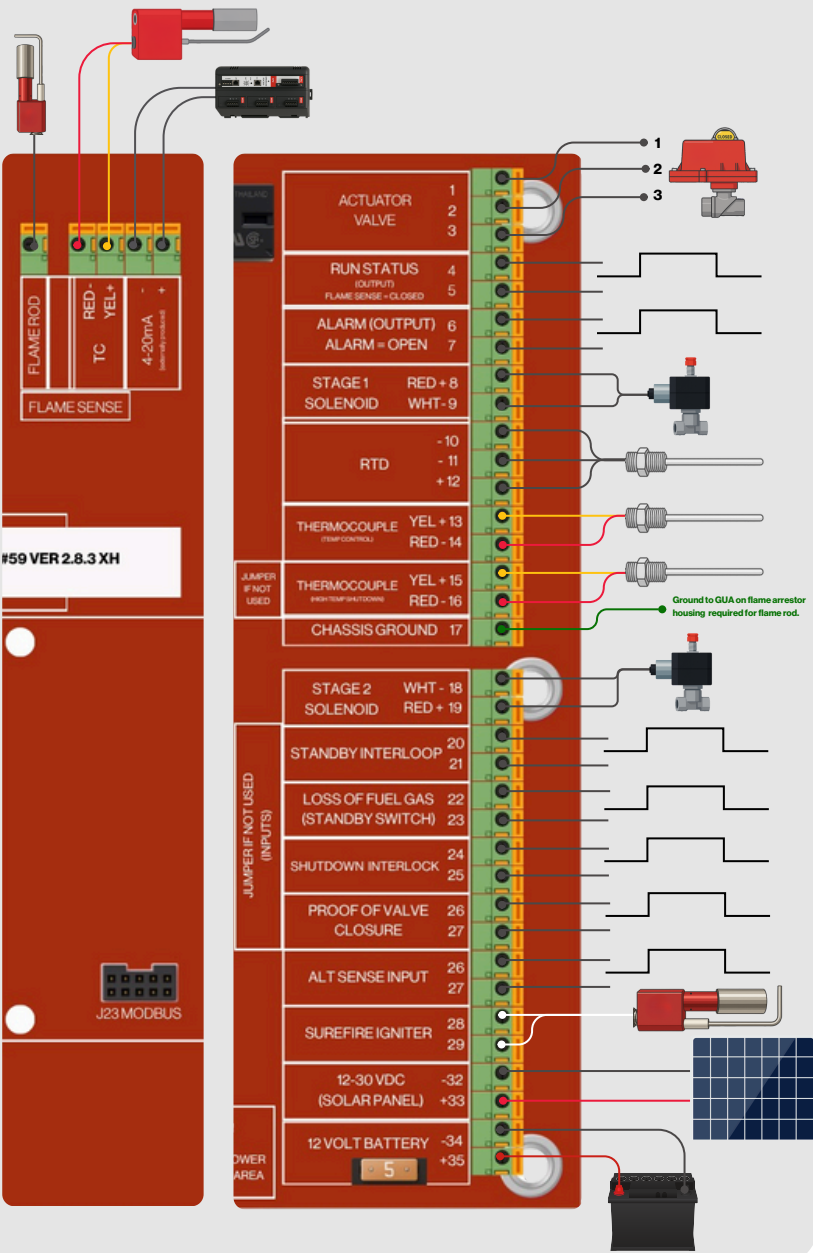 CLOSED
1
2
3
THAILAND
ACTUATOR
VALVE
1
2
3
RUN STATUS
(OUTPUT)
FLAME SENSE = CLOSED
4
5
ALARM (OUTPUT) 6
ALARM = OPEN 7
STAGE 1 RED + 8
SOLENOID WHT - 9
RTD
- 10
- 11
+ 12
THERMOCOUPLE YEL + 13
(TEMP CONTROL) RED - 14
JUMPER
IF NOT
USED
THERMOCOUPLE YEL + 15
(HIGH TEMP SHUTDOWN) RED - 16
CHASSIS GROUND 17
Ground to GUA on flame arrestor
housing required for flame rod.
FLAME ROD
TC
RED -
YEL+
4-20mA
(externally produced)
-
+
FLAME SENSE
#59 VER 2.8.3 XH
J23 MODBUS
STAGE 2 WHT - 18
SOLENOID RED + 19
JUMPER IF NOT USED
(INPUTS)
STANDBY INTERLOOP 20
21
LOSS OF FUEL GAS 22
(STANDBY SWITCH) 23
SHUTDOWN INTERLOCK 24
25
PROOF OF VALVE 26
CLOSURE 27
ALT SENSE INPUT 26
27
SUREFIRE IGNITER 28
29
12-30 VDC -32
(SOLAR PANEL) +33
12 VOLT BATTERY -34
+35
5
OWER
AREA